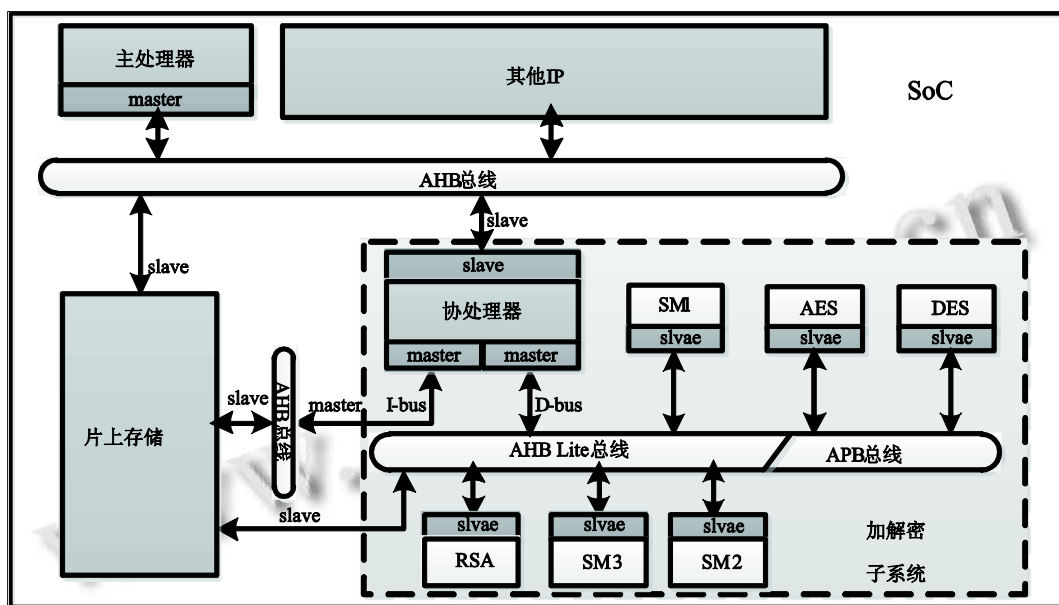 主处理器
master
其他IP
SoC
AHB总线
slave
slave
slave
协处理器
master
master
SM1
slvae
AES
slvae
DES
slvae
片上存储
slave
AHB总线
master
I-bus
D-bus
AHB Lite总线
APB总线
slave
slvae
RSA
slvae
SM3
slvae
SM2
加解密
子系统